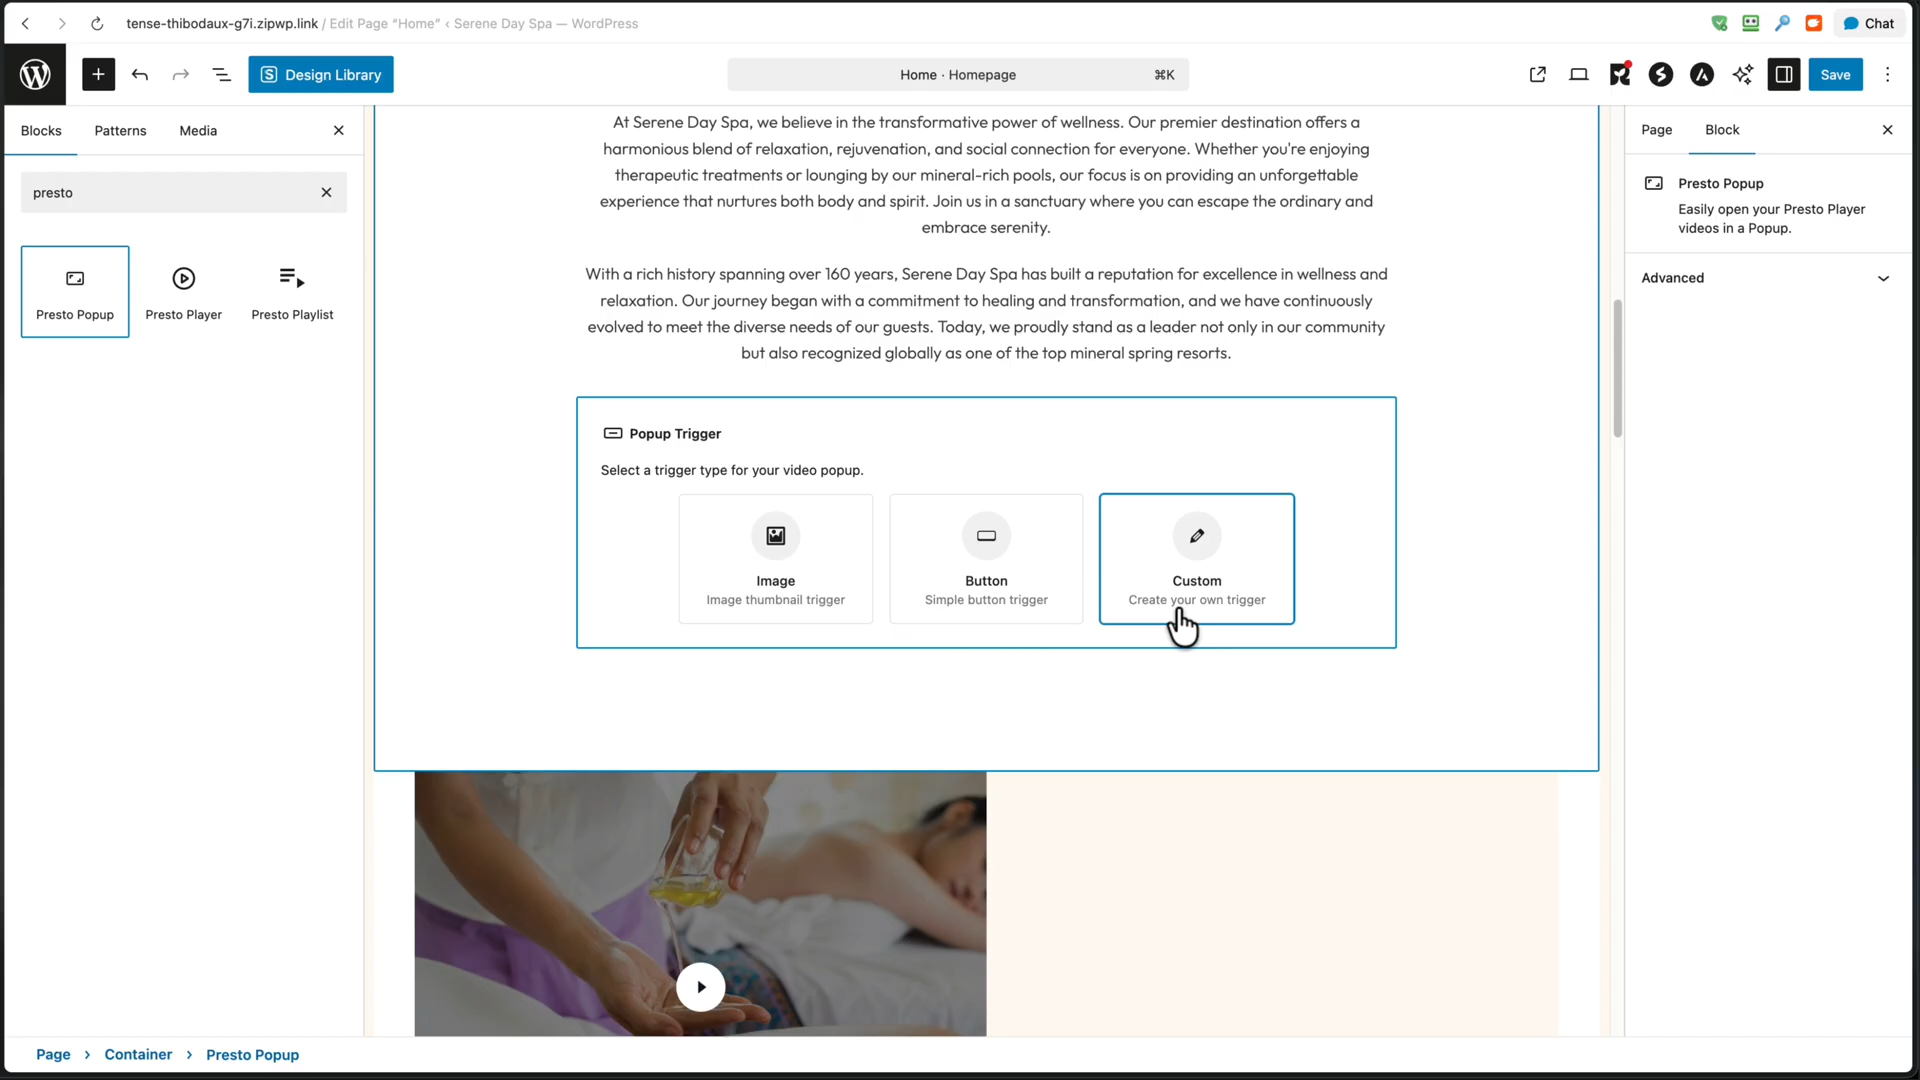 tense-thibodaux-g7i.zipwp.link / Edit Page “Home” ‹ Serene Day Spa — WordPress
Chat
Design Library
Home · Homepage
⌘K
Save
Blocks
Patterns
Media
presto
Presto Popup
Presto Player
Presto Playlist
At Serene Day Spa, we believe in the transformative power of wellness. Our premier destination offers a
harmonious blend of relaxation, rejuvenation, and social connection for everyone. Whether you're enjoying
therapeutic treatments or lounging by our mineral-rich pools, our focus is on providing an unforgettable
experience that nurtures both body and spirit. Join us in a sanctuary where you can escape the ordinary and
embrace serenity.
With a rich history spanning over 160 years, Serene Day Spa has built a reputation for excellence in wellness and
relaxation. Our journey began with a commitment to healing and transformation, and we have continuously
evolved to meet the diverse needs of our guests. Today, we proudly stand as a leader not only in our community
but also recognized globally as one of the top mineral spring resorts.
Popup Trigger
Select a trigger type for your video popup.
Image
Image thumbnail trigger
Button
Simple button trigger
Custom
Create your own trigger
Page
Block
Presto Popup
Easily open your Presto Player
videos in a Popup.
Advanced
Page › Container › Presto Popup